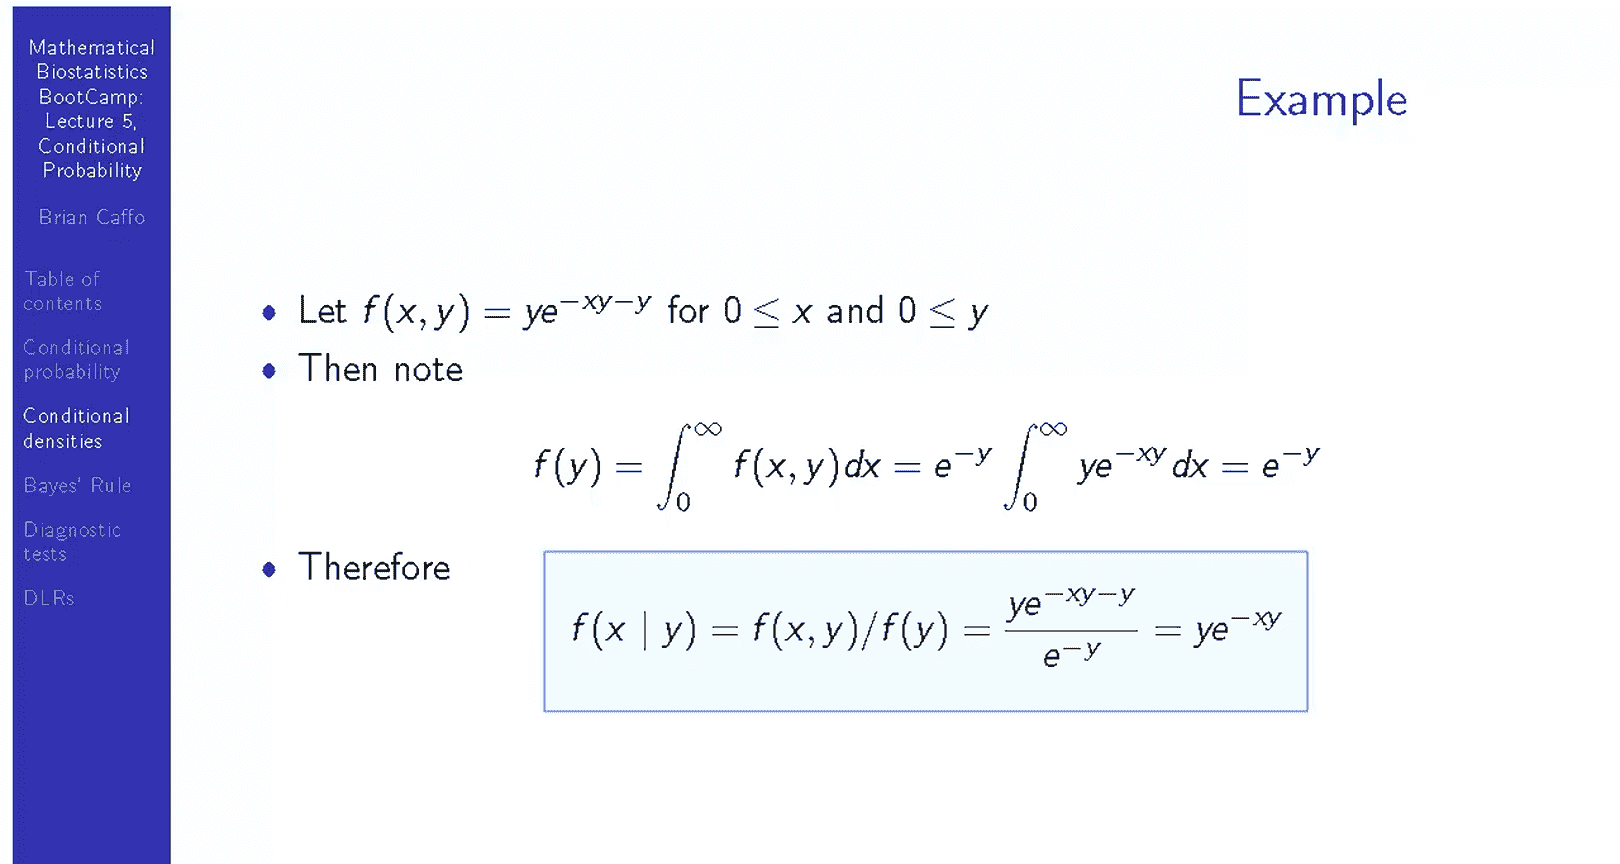 Mathematical
Biostatistics
BootCamp:
Lecture 5,
Conditional
Probability
Brian Caffo
Table of
contents
Conditional
probability
Conditional
densities
Bayes' Rule
Diagnostic
tests
DLRs
Example
• Let f(x, y) = ye^{−xy−y} for 0 ≤ x and 0 ≤ y
• Then note
f(y) = ∫_0^∞ f(x, y)dx = e^{−y} ∫_0^∞ ye^{−xy} dx = e^{−y}
• Therefore
f(x | y) = f(x, y)/f(y) = \frac{ye^{−xy−y}}{e^{−y}} = ye^{−xy}